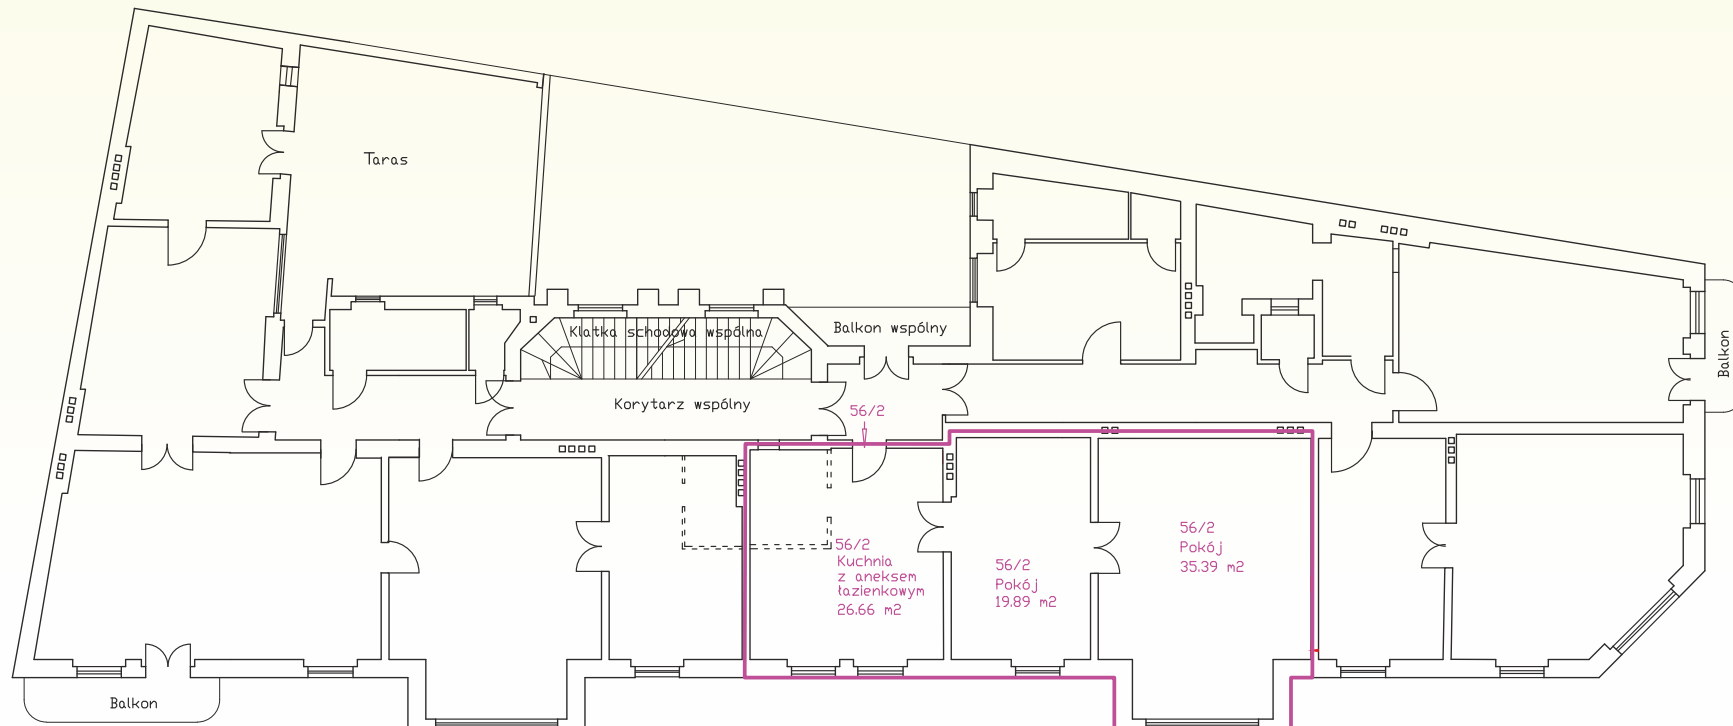 Taras
Klatka schodowa wspólna
Balkon wspólny
Balkon
Korytarz wspólny
56/2
56/2
Kuchnia
z aneksem
łazienkowym
26.66 m2
56/2
Pokój
19.89 m2
56/2
Pokój
35.39 m2
Balkon